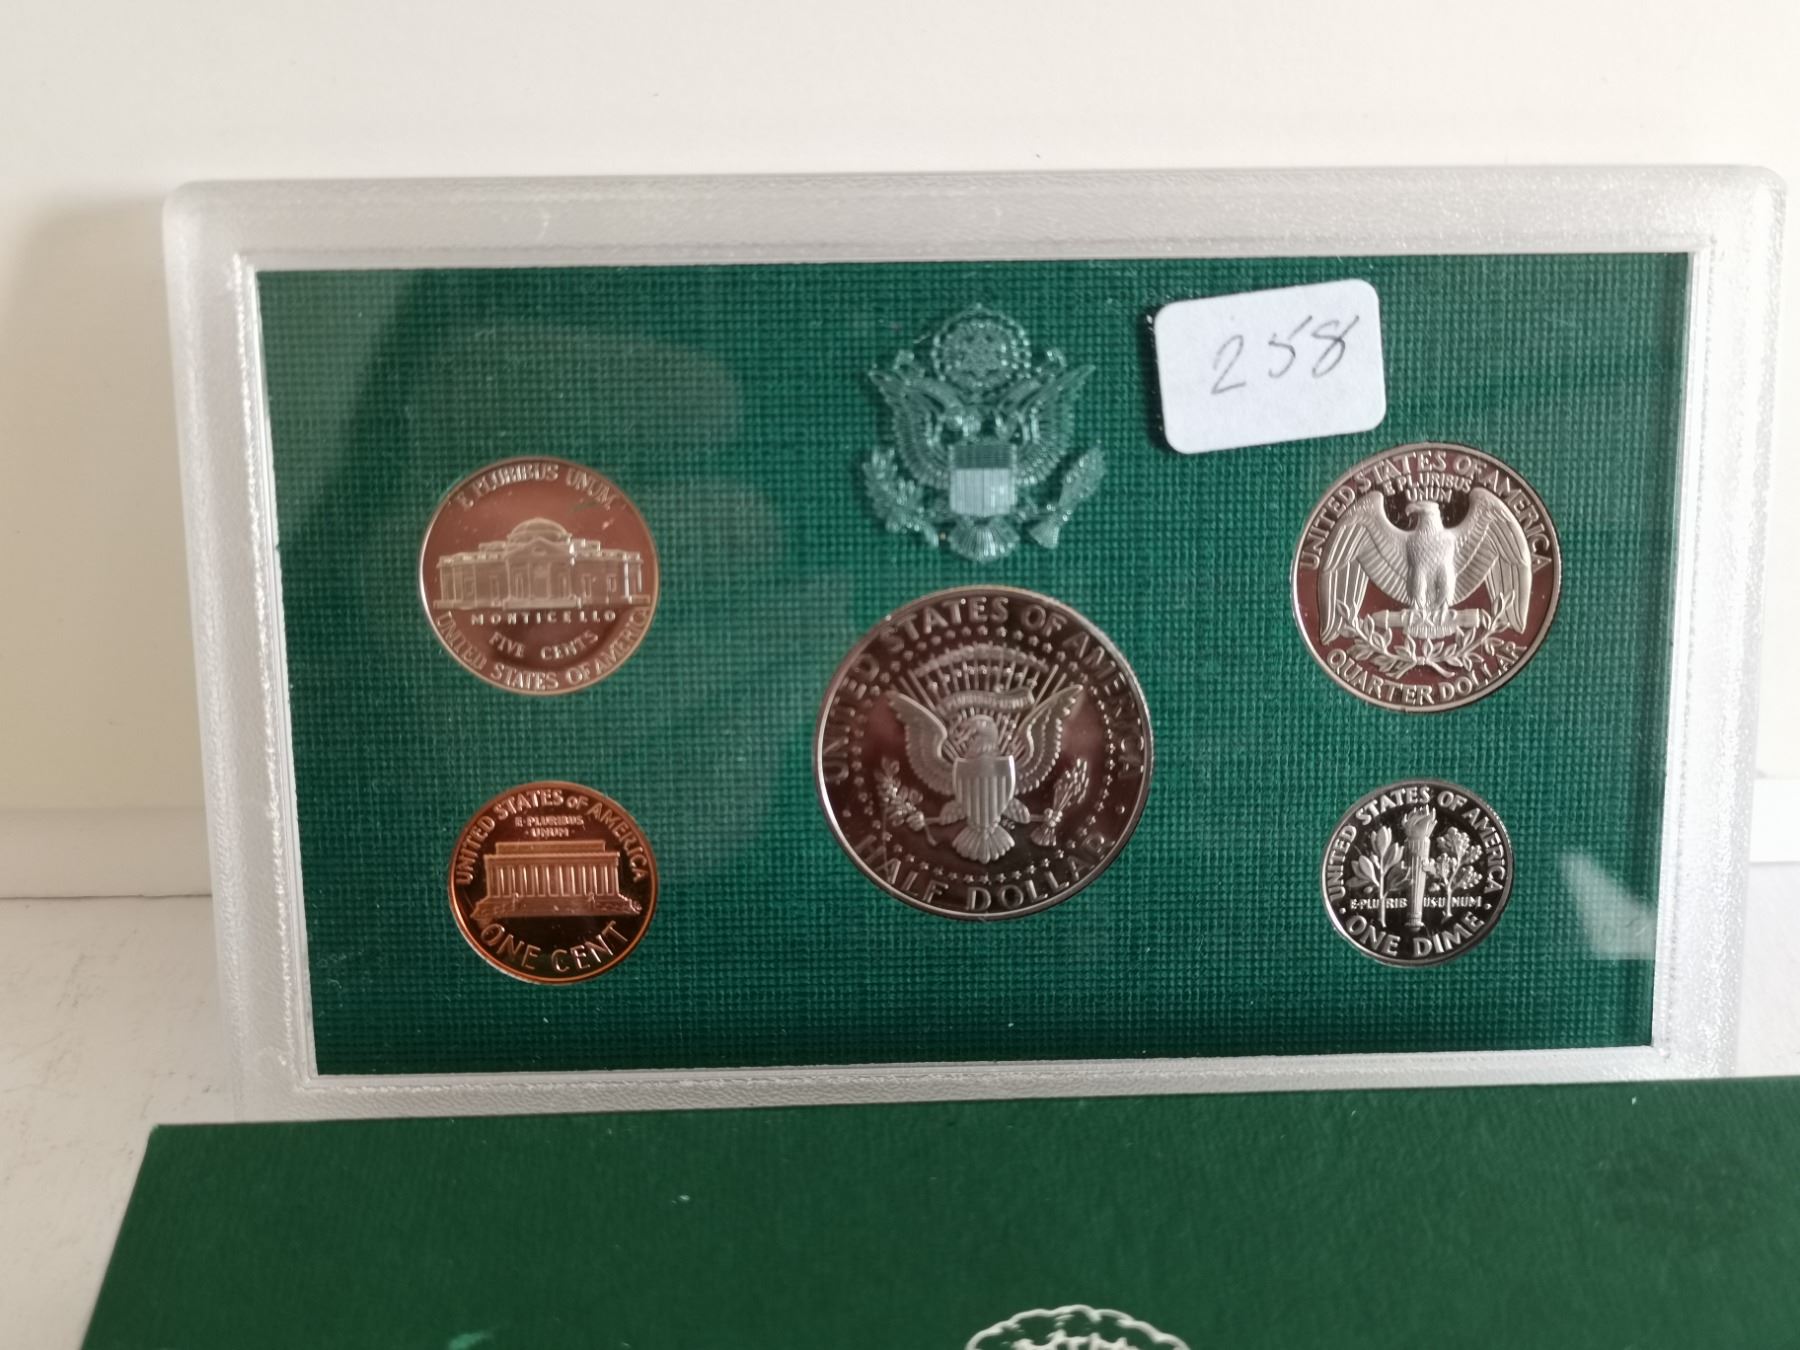 258
E PLURIBUS UNUM
MONTICELLO
FIVE CENTS
UNITED STATES OF AMERICA
UNITED STATES OF AMERICA
E PLURIBUS
UNUM
QUARTER DOLLAR
UNITED STATES OF AMERICA
HALF DOLLAR
UNITED STATES OF AMERICA
E·PLURIBUS
·UNUM·
ONE CENT
UNITED STATES OF AMERICA
E·PLURIBUS·UNUM·
ONE DIME